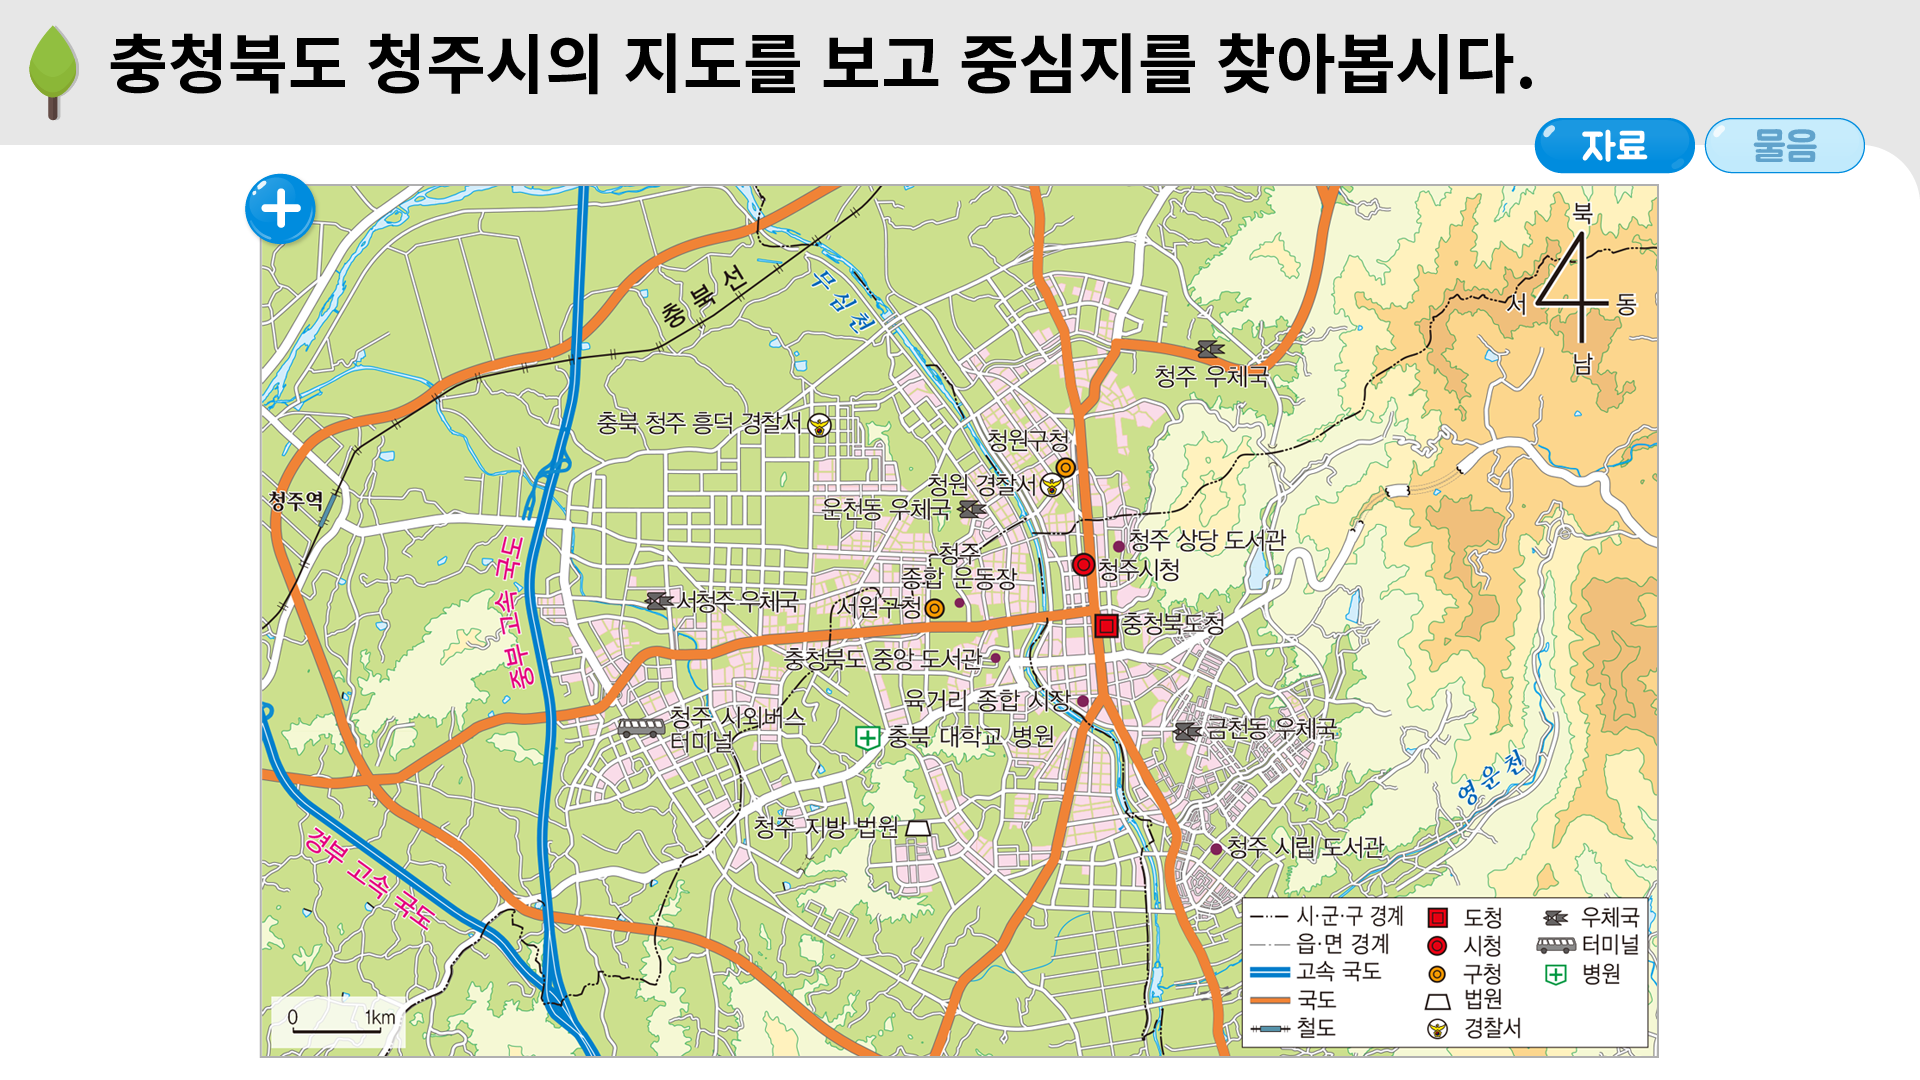 충청북도 청주시의 지도를 보고 중심지를 찾아봅시다.
자료
물음
북
서
동
남
충북선
무심천
청주 우체국
충북 청주 흥덕 경찰서
청원구청
청원 경찰서
운천동 우체국
청주역
중부 고속 국도
청주 상당 도서관
청주
종합 운동장
청주시청
서청주 우체국
서원구청
충청북도청
충청북도 중앙 도서관
육거리 종합 시장
청주 시외버스
터미널
충북 대학교 병원
금천동 우체국
영운천
청주 지방 법원
경부 고속 국도
청주 시립 도서관
시·군·구 경계
읍·면 경계
고속 국도
국도
철도
도청
시청
구청
법원
경찰서
우체국
터미널
병원
0 1km